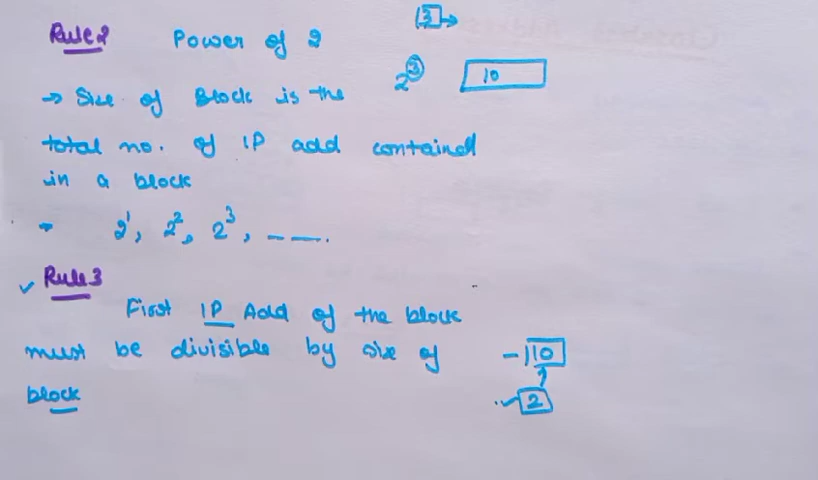 Rule 2 Power of 2
3 →
2³ 10
→ Size of Block is the
total no. of IP add contained
in a block
- 2¹, 2², 2³, - - -.
✓ Rule 3
First IP Add of the block
must be divisible by size of
block
- 110
✓ 2